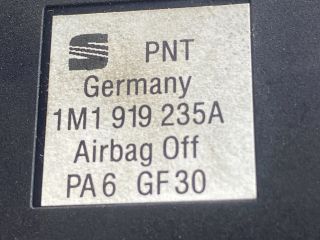 PNT
Germany
1M1 919 235A
Airbag Off
PA6 GF30